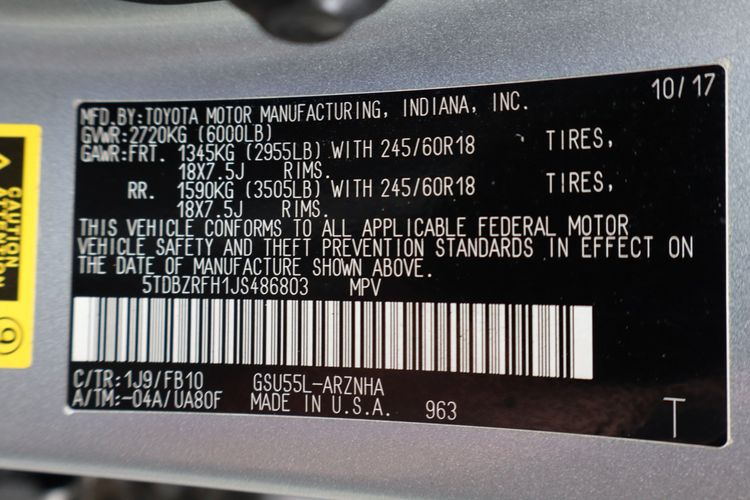 10/17
MFD.BY:TOYOTA MOTOR MANUFACTURING, INDIANA, INC.
GVWR:2720KG (6000LB)
GAWR:FRT. 1345KG (2955LB) WITH 245/60R18 TIRES,
18X7.5J RIMS.
RR. 1590KG (3505LB) WITH 245/60R18 TIRES,
18X7.5J RIMS.
THIS VEHICLE CONFORMS TO ALL APPLICABLE FEDERAL MOTOR
VEHICLE SAFETY AND THEFT PREVENTION STANDARDS IN EFFECT ON
THE DATE OF MANUFACTURE SHOWN ABOVE.
5TDBZRFH1JS486803 MPV
C/TR:1J9/FB10 GSU55L-ARZNHA
A/TM:-04A/UA80F MADE IN U.S.A. 963
T
CAUTION
ATTENTION